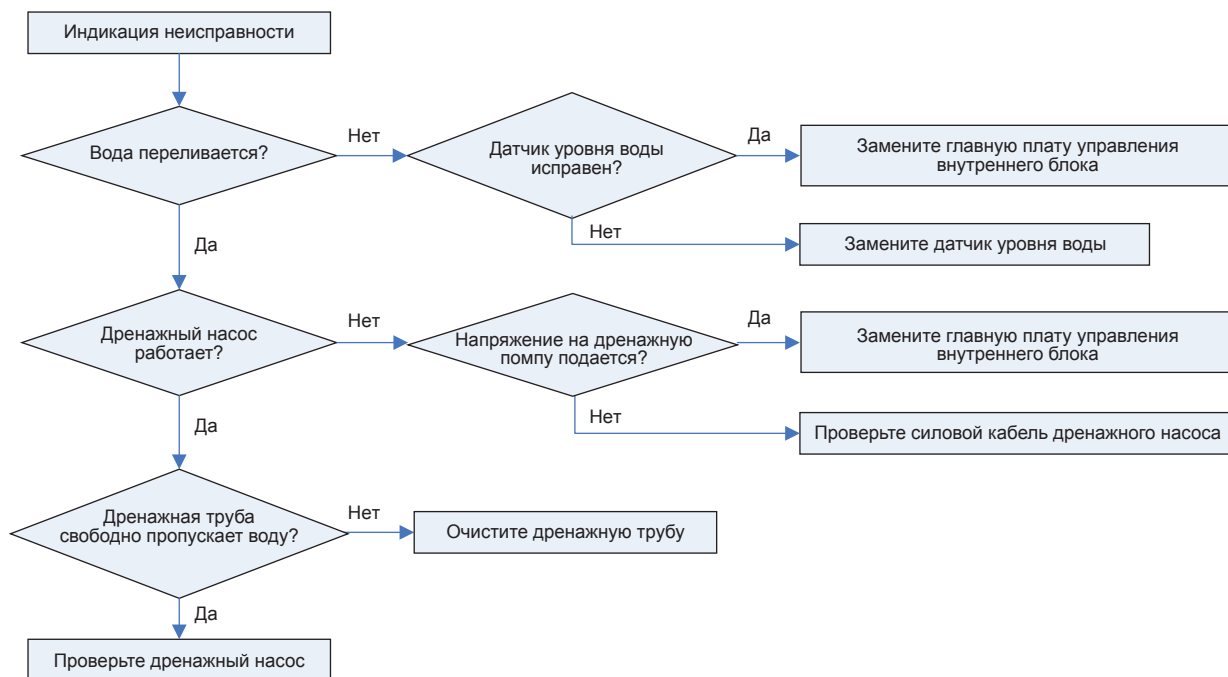 Индикация неисправности
Вода переливается?
Нет
Датчик уровня воды
исправен?
Да
Замените главную плату управления
внутреннего блока
Нет
Замените датчик уровня воды
Да
Дренажный насос
работает?
Нет
Напряжение на дренажную
помпу подается?
Да
Замените главную плату управления
внутреннего блока
Нет
Проверьте силовой кабель дренажного насоса
Да
Дренажная труба
свободно пропускает воду?
Нет
Очистите дренажную трубу
Да
Проверьте дренажный насос